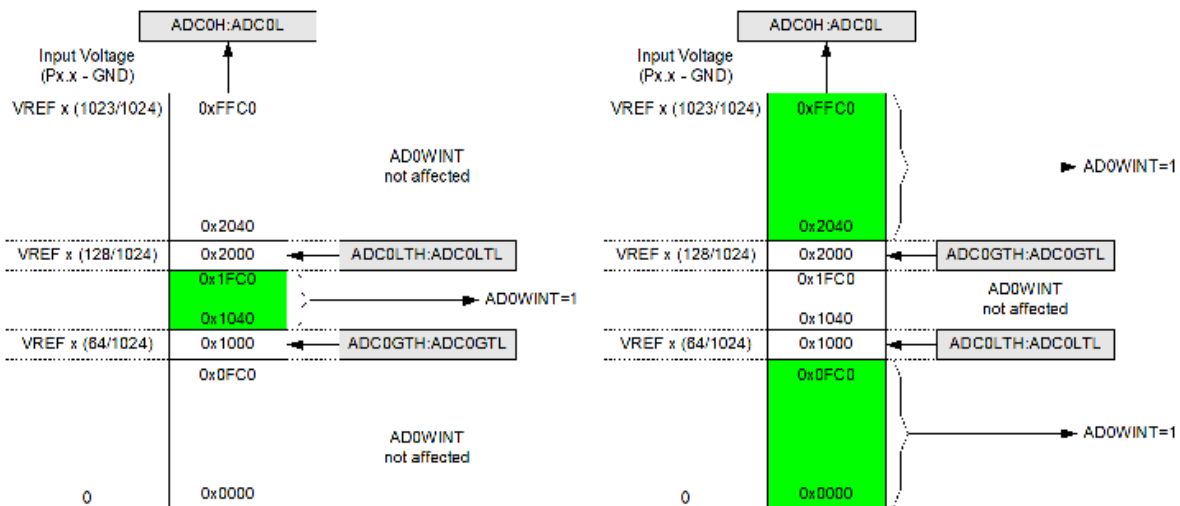 ADC0H:ADC0L
Input Voltage
(Px.x - GND)
VREF x (1023/1024)
0xFFC0
AD0WINT
not affected
0x2040
VREF x (128/1024)
0x2000
ADC0LTH:ADC0LTL
0x1FC0
AD0WINT=1
0x1040
VREF x (64/1024)
0x1000
ADC0GTH:ADC0GTL
0x0FC0
AD0WINT
not affected
0
0x0000
ADC0H:ADC0L
Input Voltage
(Px.x - GND)
VREF x (1023/1024)
0xFFC0
AD0WINT=1
0x2040
VREF x (128/1024)
0x2000
ADC0GTH:ADC0GTL
0x1FC0
AD0WINT
not affected
0x1040
VREF x (64/1024)
0x1000
ADC0LTH:ADC0LTL
0x0FC0
AD0WINT=1
0
0x0000